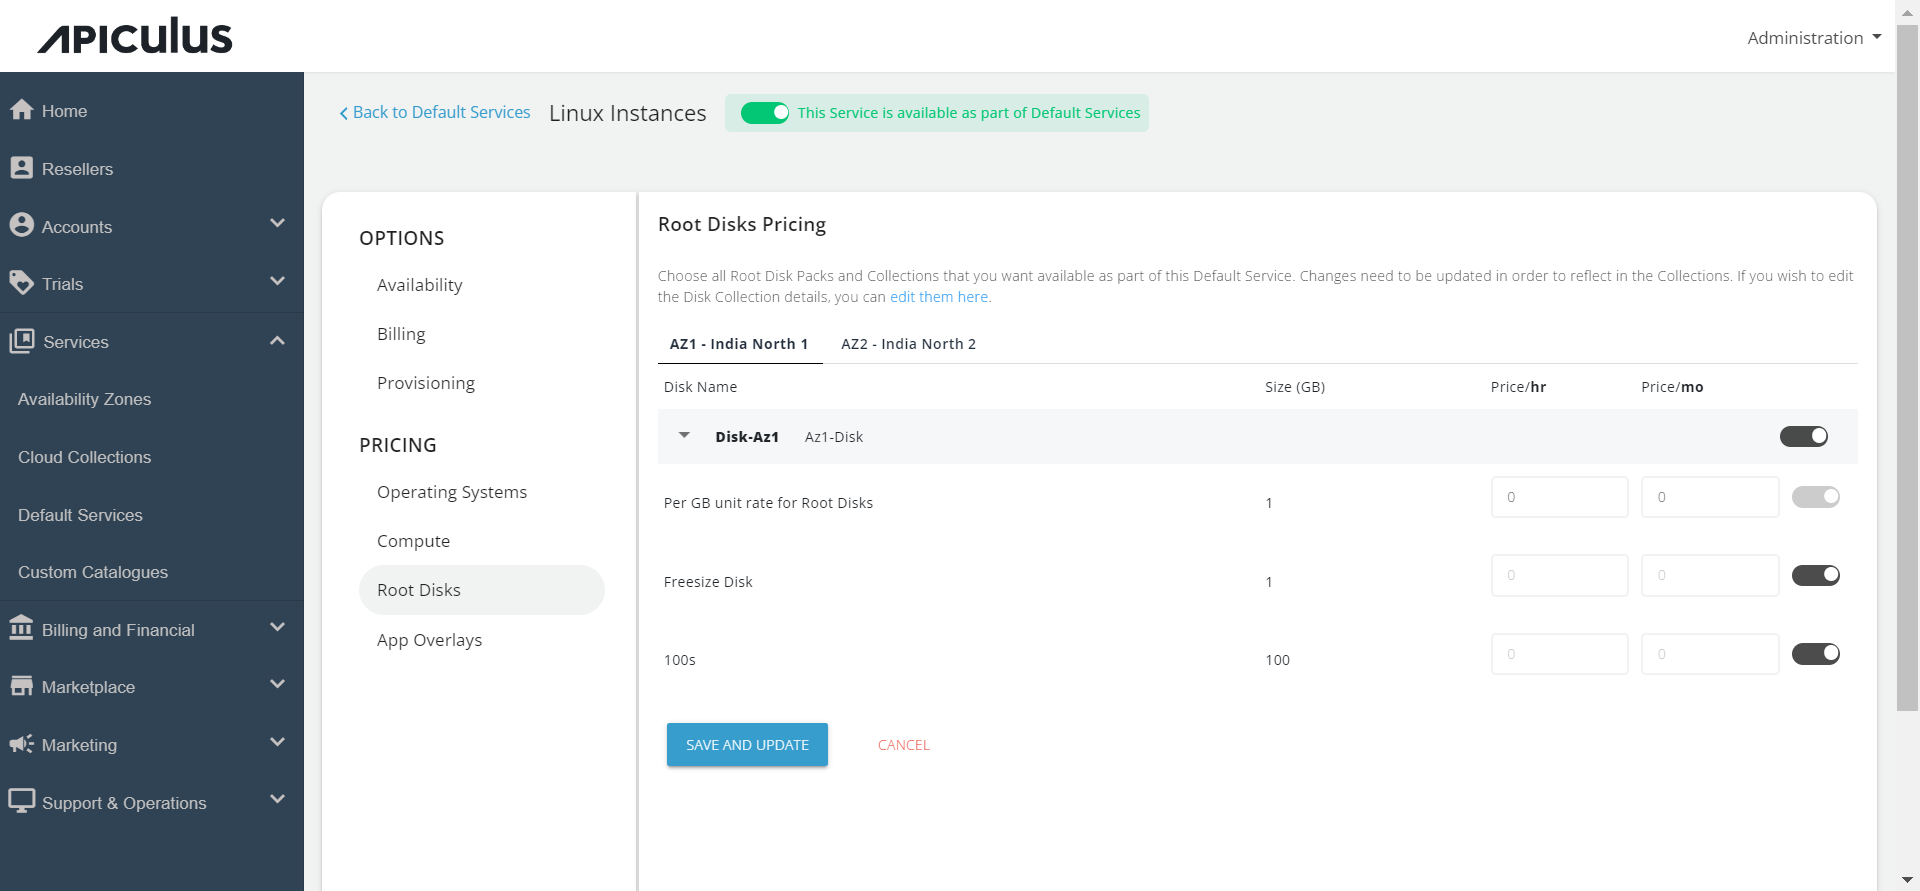 APICULUS
Administration
Home
Resellers
Accounts
Trials
Services
Availability Zones
Cloud Collections
Default Services
Custom Catalogues
Billing and Financial
Marketplace
Marketing
Support & Operations
Back to Default Services
Linux Instances
This Service is available as part of Default Services
OPTIONS
Availability
Billing
Provisioning
PRICING
Operating Systems
Compute
Root Disks
App Overlays
Root Disks Pricing
Choose all Root Disk Packs and Collections that you want available as part of this Default Service. Changes need to be updated in order to reflect in the Collections. If you wish to edit
the Disk Collection details, you can edit them here.
AZ1 - India North 1 AZ2 - India North 2
Disk Name Size (GB) Price/hr Price/mo
Disk-Az1 Az1-Disk
Per GB unit rate for Root Disks 1 0 0
Freesize Disk 1 0 0
100s 100 0 0
SAVE AND UPDATE CANCEL